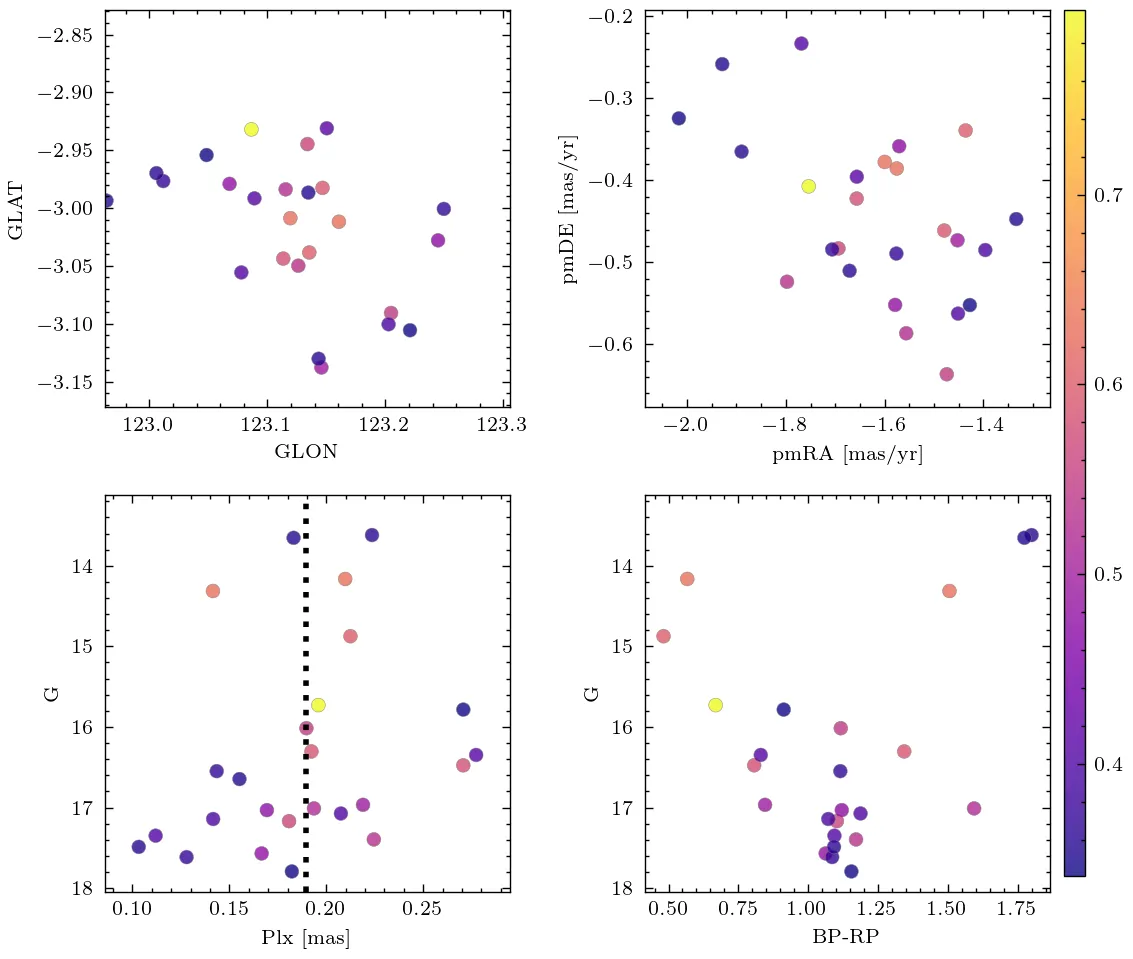 −2.85
−2.90
−2.95
−3.00
−3.05
−3.10
−3.15
GLAT
123.0 123.1 123.2 123.3
GLON
−0.2
−0.3
−0.4
−0.5
−0.6
pmDE [mas/yr]
−2.0 −1.8 −1.6 −1.4
pmRA [mas/yr]
14
15
16
17
18
G
0.10 0.15 0.20 0.25
Plx [mas]
14
15
16
17
18
G
0.50 0.75 1.00 1.25 1.50 1.75
BP-RP
0.7
0.6
0.5
0.4